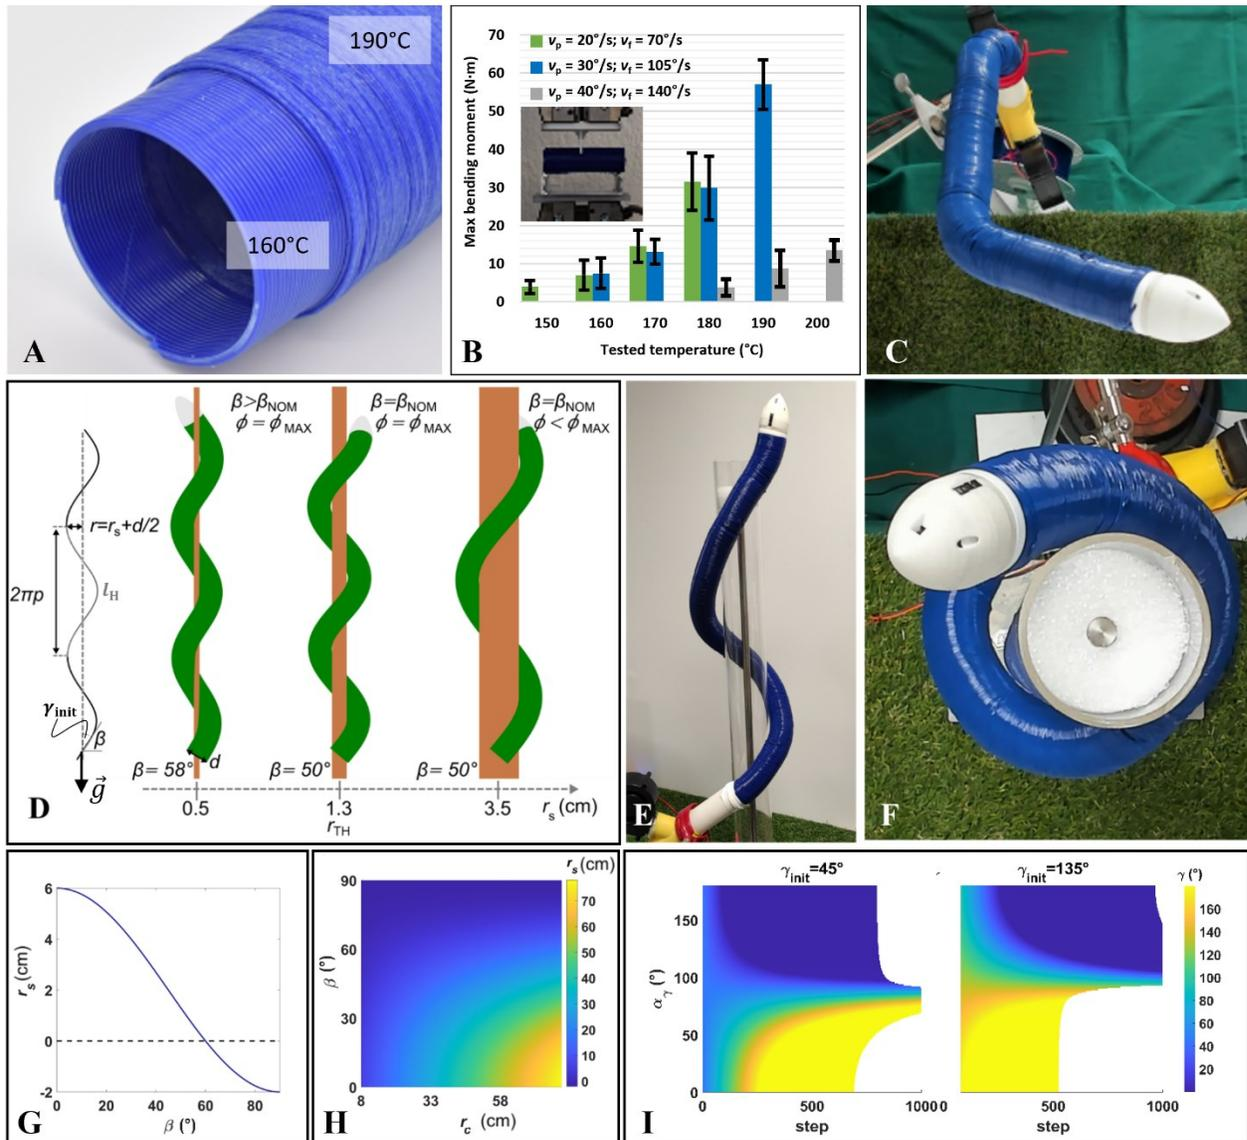 190°C
160°C
A
Max bending moment (N·m)
70
60
50
40
30
20
10
0
vp = 20°/s; vf = 70°/s
vp = 30°/s; vf = 105°/s
vp = 40°/s; vf = 140°/s
150 160 170 180 190 200
Tested temperature (°C)
B
C
β>βNOM
ϕ = ϕMAX
β=βNOM
ϕ = ϕMAX
β=βNOM
ϕ < ϕMAX
r=rs+d/2
2πp
lH
γinit
β
g⃗
d
β= 58°
β= 50°
β= 50°
0.5 1.3 3.5 rs (cm)
rTH
D
E
F
rs (cm)
6
4
2
0
-2
0 20 40 60 80
β (°)
G
rs (cm)
β (°)
90
60
30
0
8 33 58
rc (cm)
70
60
50
40
30
20
10
0
H
γinit=45°
γinit=135°
γ (°)
αγ (°)
150
100
50
0
0 500 1000
step
0 500 1000
step
160
140
120
100
80
60
40
20
I